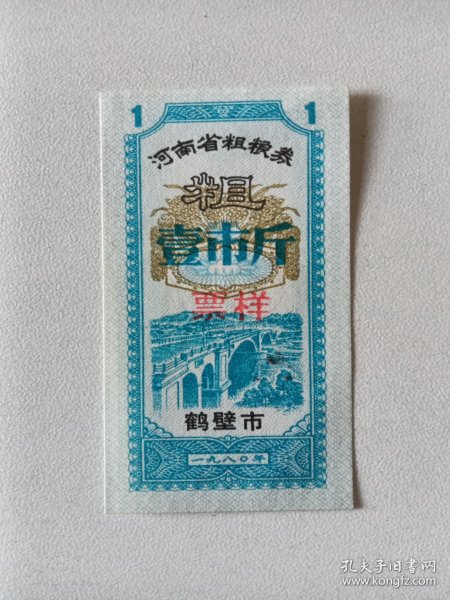 1 1
河南省粗粮券
粗
壹市斤
票样
鹤壁市
一九八〇年
孔夫子旧书网
www.kongfz.com